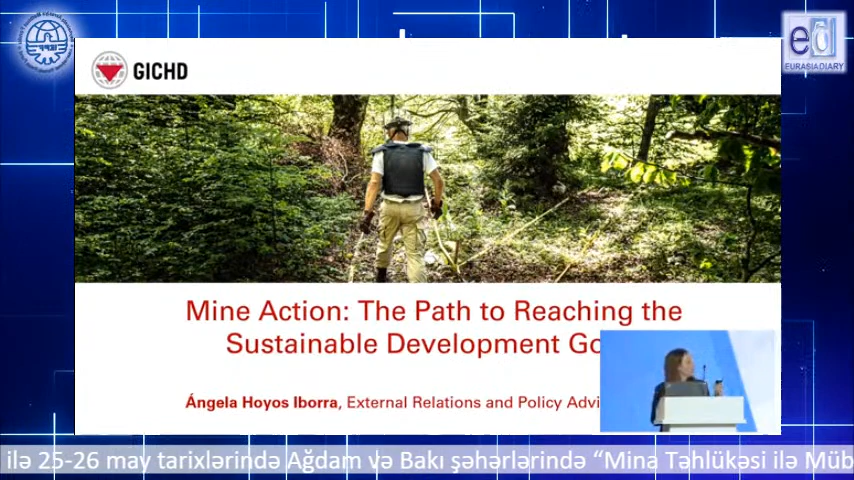 GICHD
ed
EURASIADIARY
Mine Action: The Path to Reaching the
Sustainable Development Go
Ángela Hoyos Iborra, External Relations and Policy Advi
ilə 25-26 may tarixlərində Ağdam və Bakı şəhərlərində “Mina Təhlükəsi ilə Müb